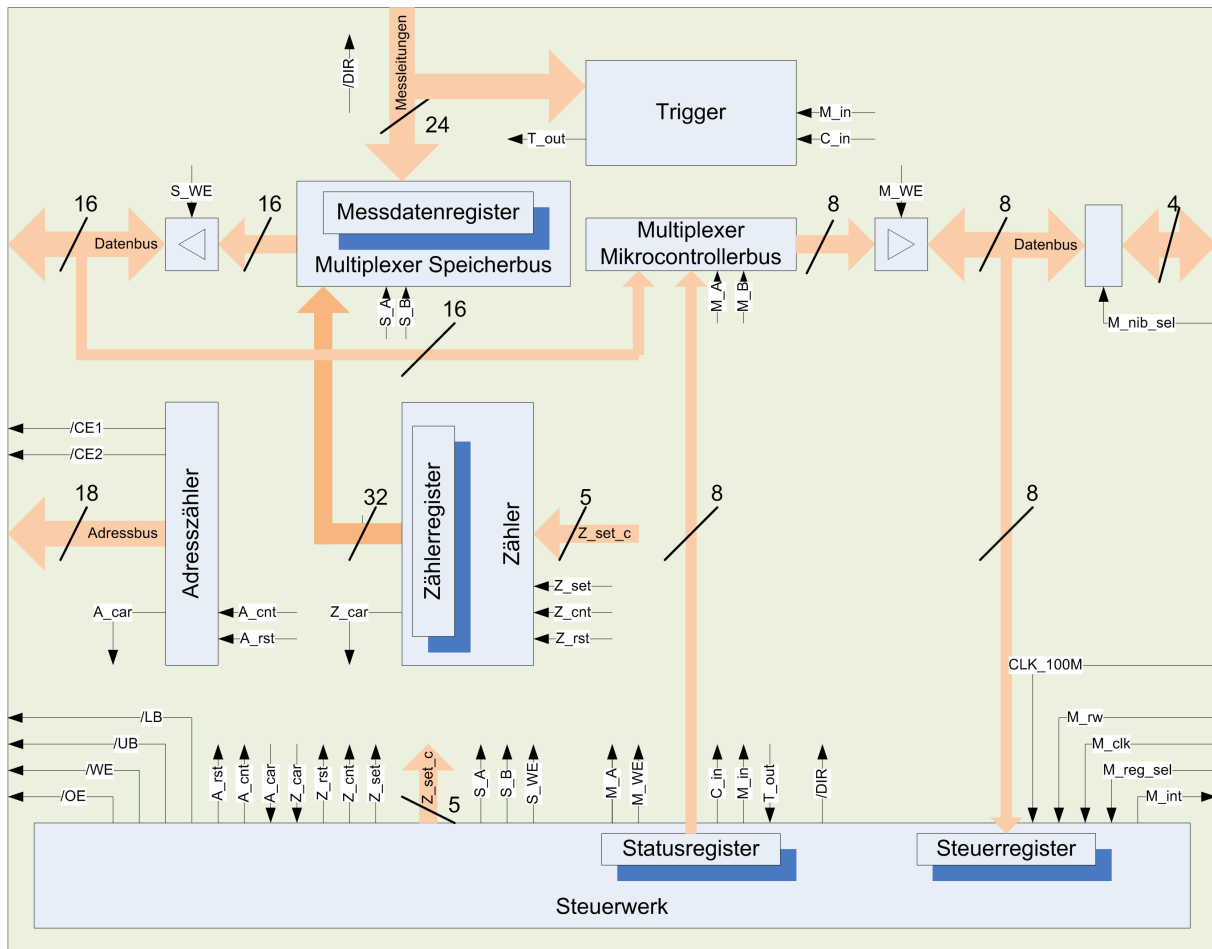 Messleitungen
/DIR
24
Trigger
M_in
C_in
T_out
S_WE
M_WE
16
Datenbus
16
Messdatenregister
Multiplexer Speicherbus
S_A
S_B
Multiplexer
Mikrocontrollerbus
M_A
M_B
8
8
Datenbus
4
M_nib_sel
16
/CE1
/CE2
18
Adressbus
Adresszähler
A_car
A_cnt
A_rst
32
Zählerregister
Zähler
Z_car
5
Z_set_c
Z_set
Z_cnt
Z_rst
8
8
CLK_100M
M_rw
M_clk
M_reg_sel
M_int
/LB
/UB
/WE
/OE
A_rst
A_cnt
A_car
Z_car
Z_rst
Z_cnt
Z_set
Z_set_c
5
S_A
S_B
S_WE
M_A
M_WE
C_in
M_in
T_out
/DIR
Statusregister
Steuerregister
Steuerwerk